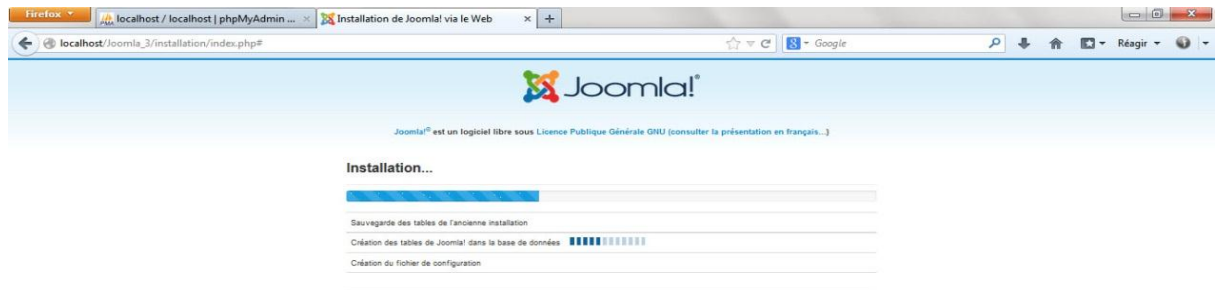 Firefox
localhost / localhost | phpMyAdmin ...
Installation de Joomla! via le Web
localhost/Joomla_3/installation/index.php#
Google
Réagir
Joomla!®
Joomla!® est un logiciel libre sous Licence Publique Générale GNU (consulter la présentation en français...)
Installation...
Sauvegarde des tables de l'ancienne installation
Création des tables de Joomla! dans la base de données
Création du fichier de configuration